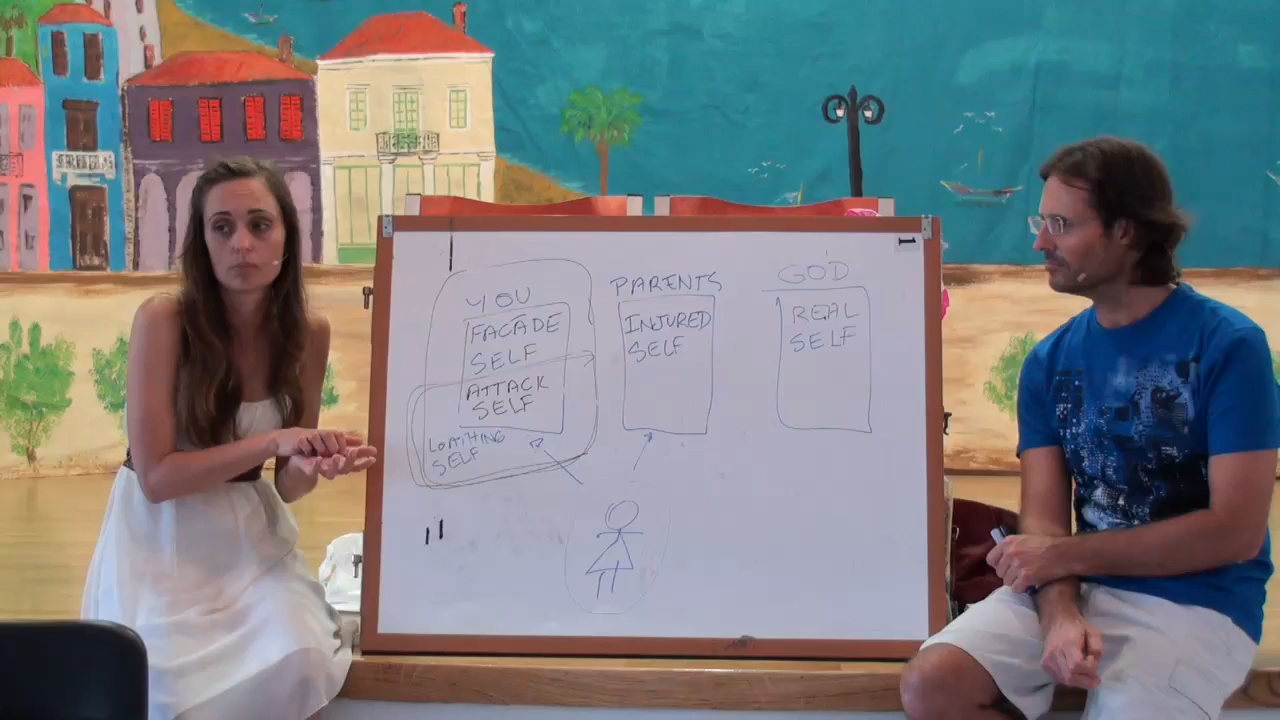 YOU
FACADE
SELF
ATTACK
SELF
LOATHING
SELF
PARENTS
INJURED
SELF
GOD
REAL
SELF